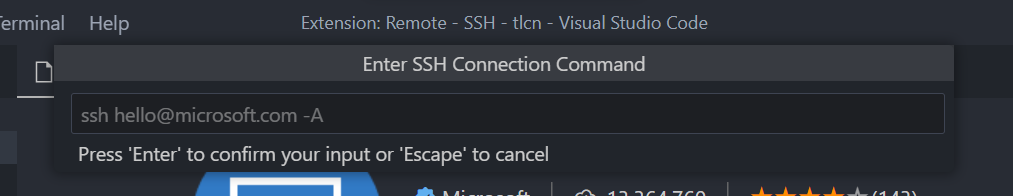 Terminal Help Extension: Remote - SSH - tlcn - Visual Studio Code
Enter SSH Connection Command
ssh hello@microsoft.com -A
Press 'Enter' to confirm your input or 'Escape' to cancel
Microsoft 13,364,760 (143)